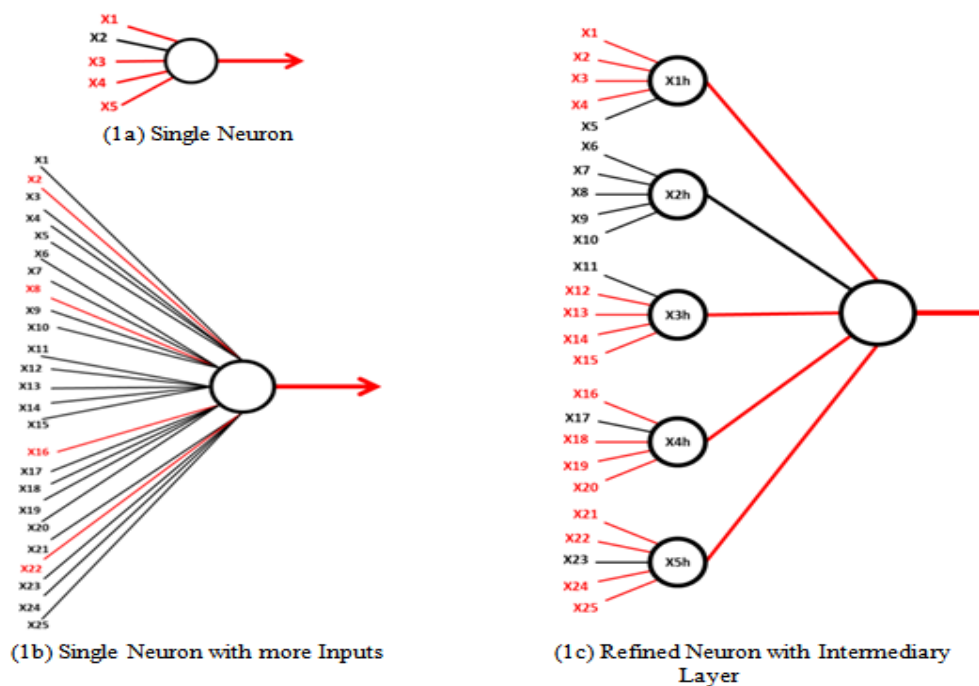 X1
X2
X3
X4
X5
(1a) Single Neuron
X1
X2
X3
X4
X5
X6
X7
X8
X9
X10
X11
X12
X13
X14
X15
X16
X17
X18
X19
X20
X21
X22
X23
X24
X25
(1b) Single Neuron with more Inputs
X1
X2
X3
X4
X5
X1h
X6
X7
X8
X9
X10
X2h
X11
X12
X13
X14
X15
X3h
X16
X17
X18
X19
X20
X4h
X21
X22
X23
X24
X25
X5h
(1c) Refined Neuron with Intermediary
Layer